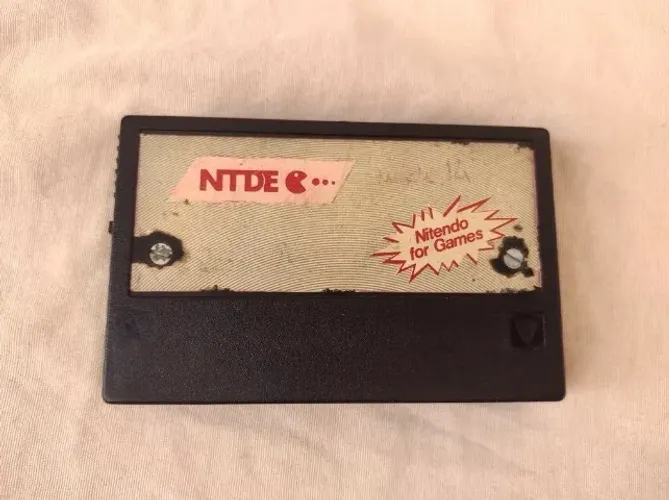 NTDE
Nitendo
for Games